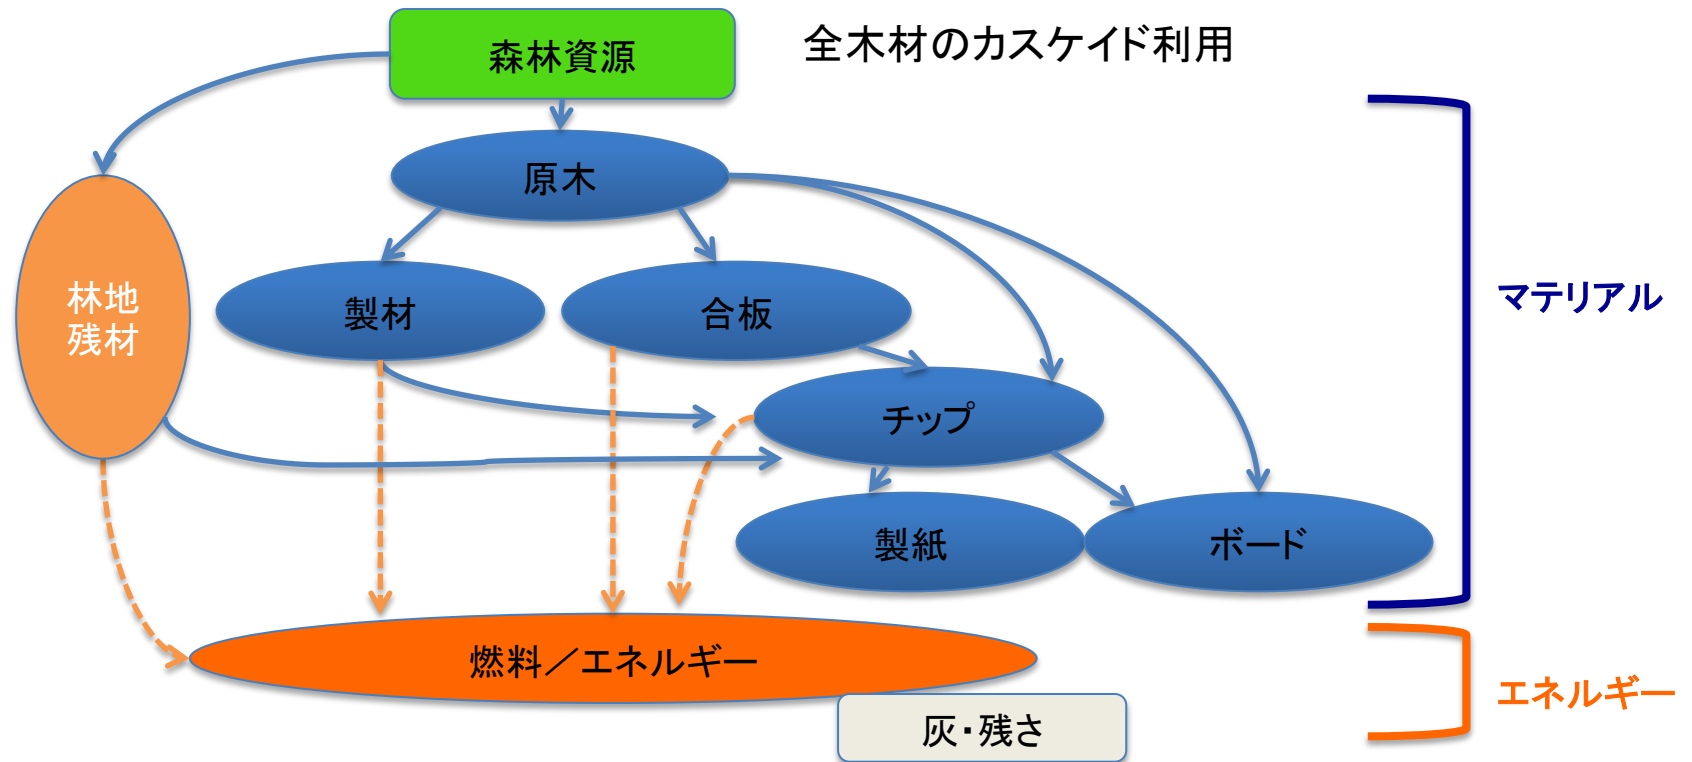 森林資源
全木材のカスケイド利用
原木
林地
残材
製材
合板
マテリアル
チップ
製紙
ボード
燃料／エネルギー
エネルギー
灰・残さ